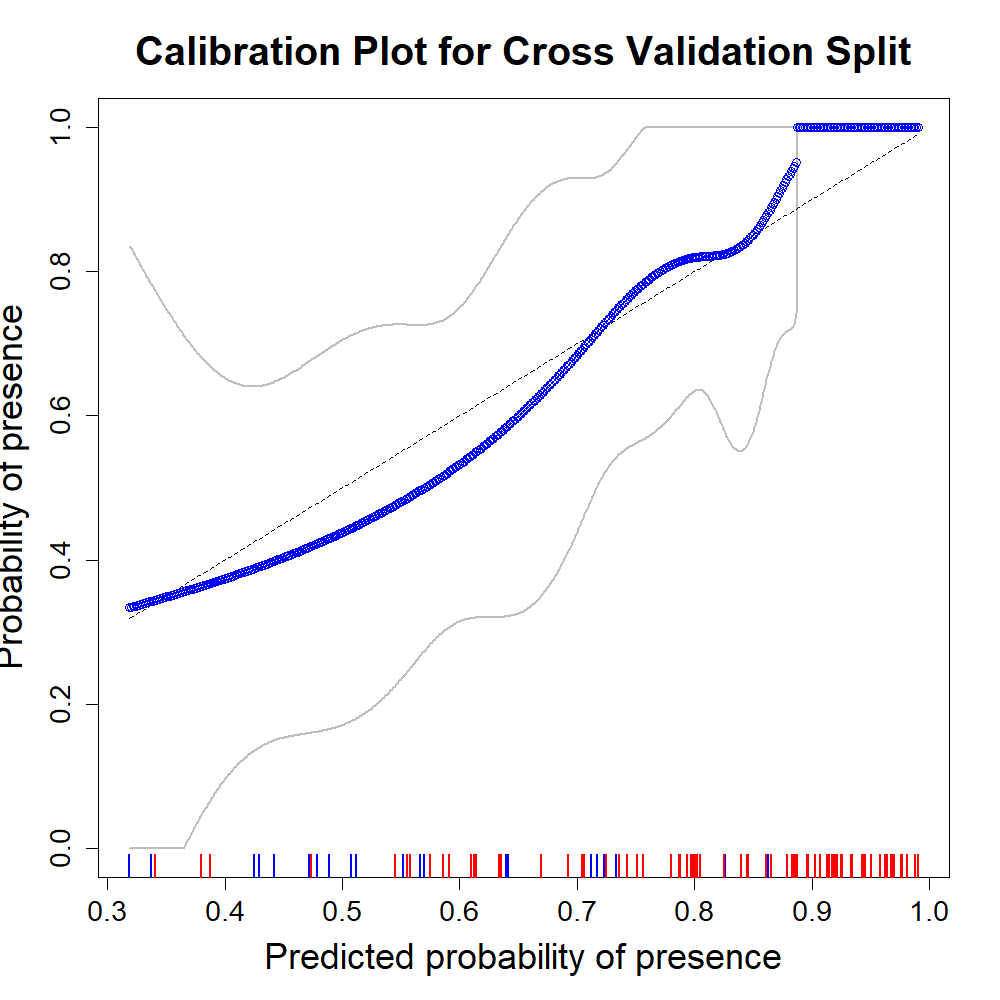 Calibration Plot for Cross Validation Split
Probability of presence
1.0
0.8
0.6
0.4
0.2
0.0
0.3 0.4 0.5 0.6 0.7 0.8 0.9 1.0
Predicted probability of presence